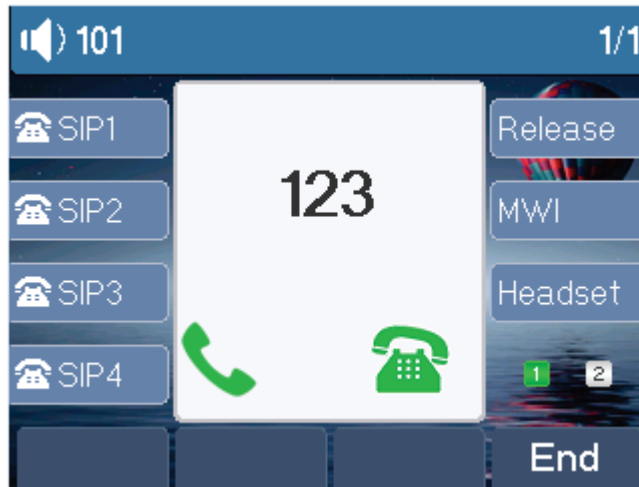 101 1/1
SIP1
Release
123
SIP2
MWI
SIP3
Headset
SIP4
1 2
End